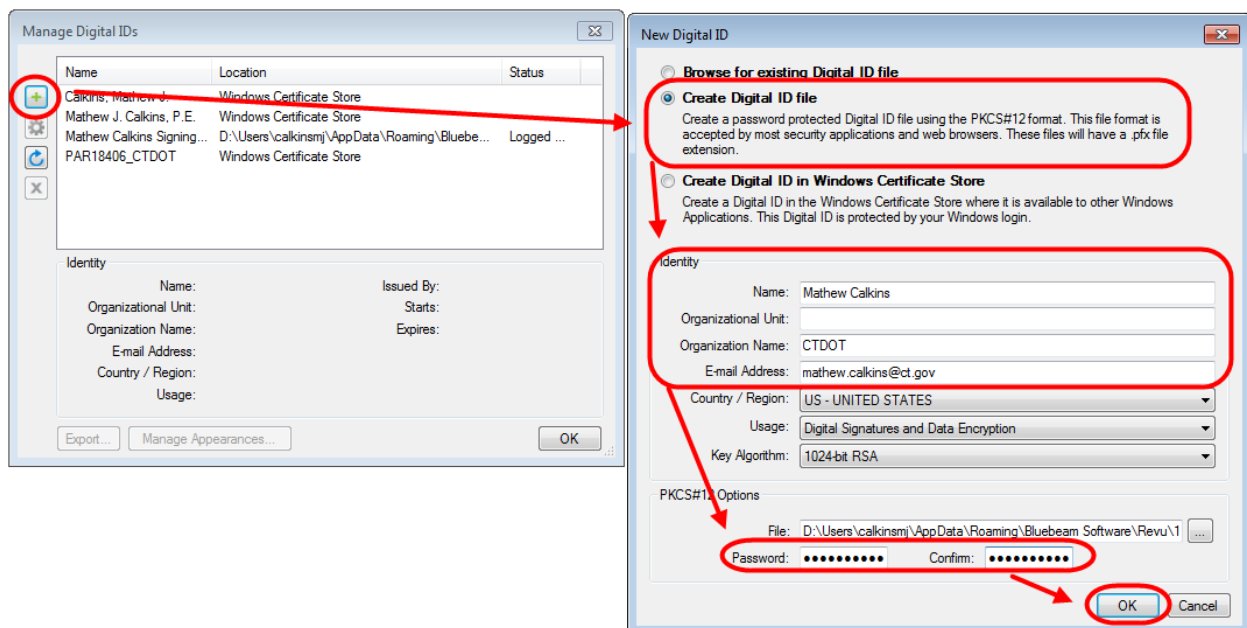 Manage Digital IDs
Name Location Status
Calkins, Mathew J. Windows Certificate Store
Mathew J. Calkins, P.E. Windows Certificate Store
Mathew Calkins Signing... D:\Users\calkinsmj\AppData\Roaming\Bluebe... Logged ...
PAR18406_CTDOT Windows Certificate Store
Identity
Name: Issued By:
Organizational Unit: Starts:
Organization Name: Expires:
E-mail Address:
Country / Region:
Usage:
Export... Manage Appearances... OK
New Digital ID
Browse for existing Digital ID file
Create Digital ID file
Create a password protected Digital ID file using the PKCS#12 format. This file format is
accepted by most security applications and web browsers. These files will have a .pfx file
extension.
Create Digital ID in Windows Certificate Store
Create a Digital ID in the Windows Certificate Store where it is available to other Windows
Applications. This Digital ID is protected by your Windows login.
Identity
Name: Mathew Calkins
Organizational Unit:
Organization Name: CTDOT
E-mail Address: mathew.calkins@ct.gov
Country / Region: US - UNITED STATES
Usage: Digital Signatures and Data Encryption
Key Algorithm: 1024-bit RSA
PKCS#12 Options
File: D:\Users\calkinsmj\AppData\Roaming\Bluebeam Software\Revu\1 ...
Password: ●●●●●●●●●● Confirm: ●●●●●●●●●●
OK Cancel